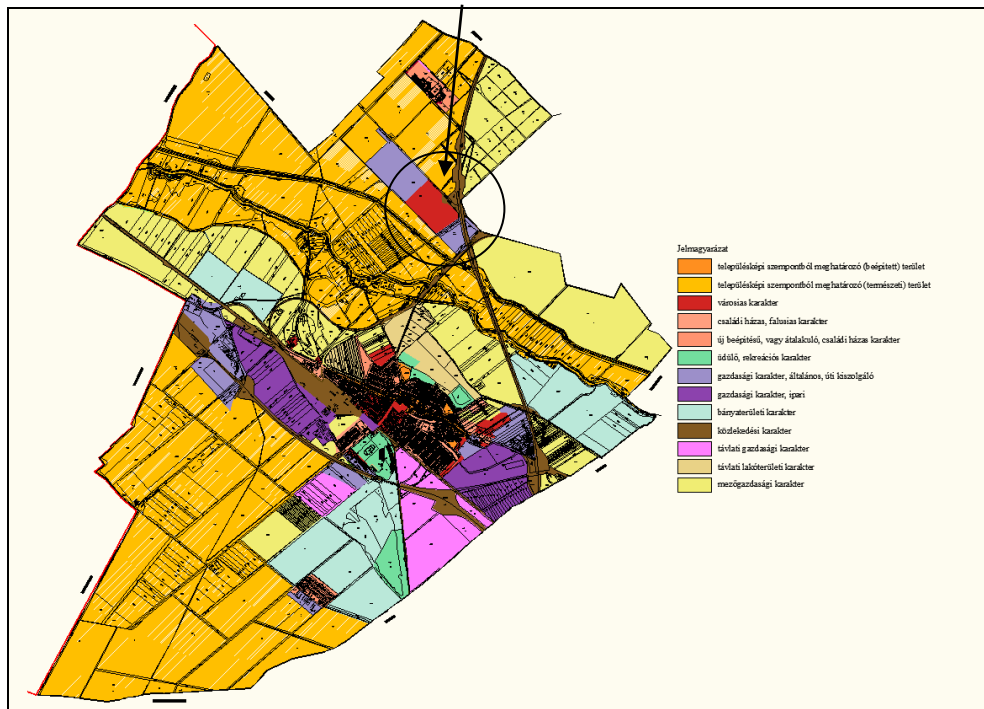 Jelmagyarázat
településképi szempontból meghatározó (beépített) terület
településképi szempontból meghatározó (természeti) terület
városias karakter
családi házas, falusias karakter
új beépítésű, vagy átalakuló, családi házas karakter
üdülő, rekreációs karakter
gazdasági karakter, általános, úti kiszolgáló
gazdasági karakter, ipari
bányaterületi karakter
közlekedési karakter
távlati gazdasági karakter
távlati lakóterületi karakter
mezőgazdasági karakter